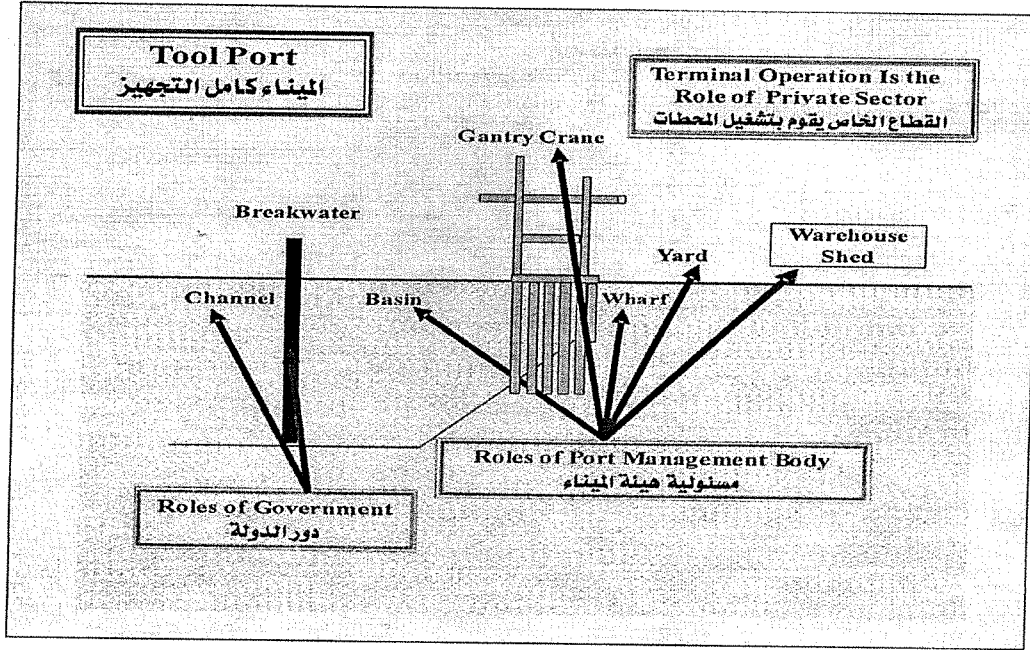 Tool Port
الميناء كامل التجهيز
Terminal Operation Is the
Role of Private Sector
القطاع الخاص يقوم بتشغيل المحطات
Gantry Crane
Breakwater
Warehouse
Shed
Yard
Channel
Basin
Wharf
Roles of Port Management Body
مسئولية هيئة الميناء
Roles of Government
دور الدولة